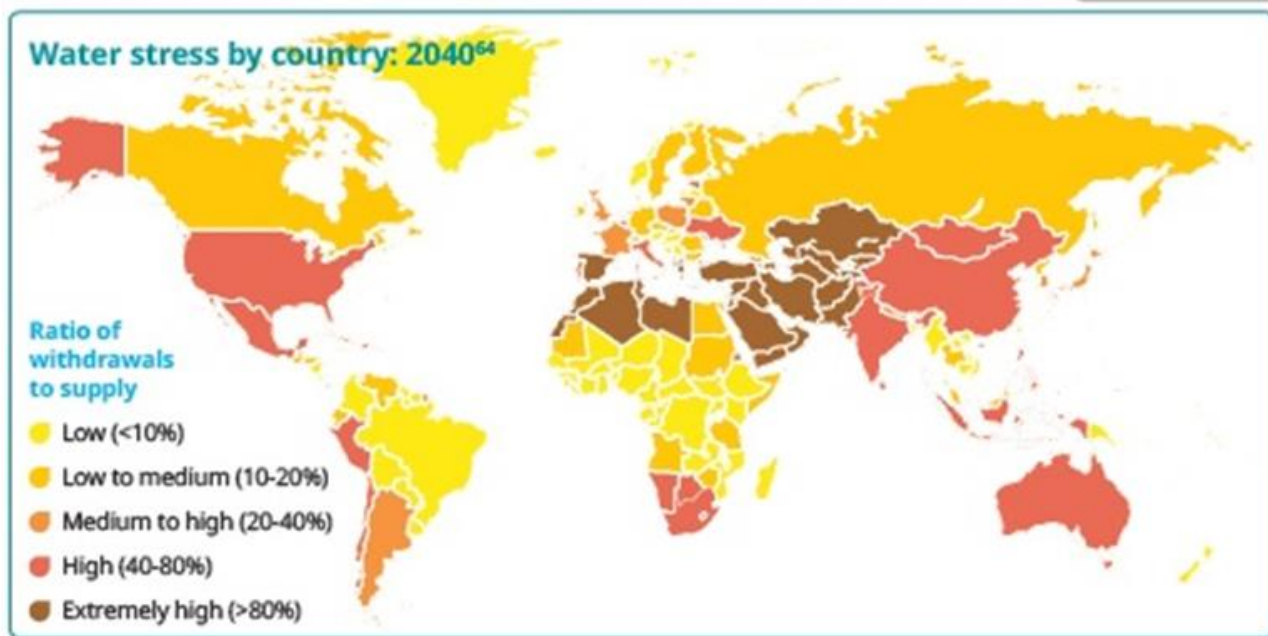 Water stress by country: 2040⁶⁴
Ratio of
withdrawals
to supply
Low (<10%)
Low to medium (10-20%)
Medium to high (20-40%)
High (40-80%)
Extremely high (>80%)